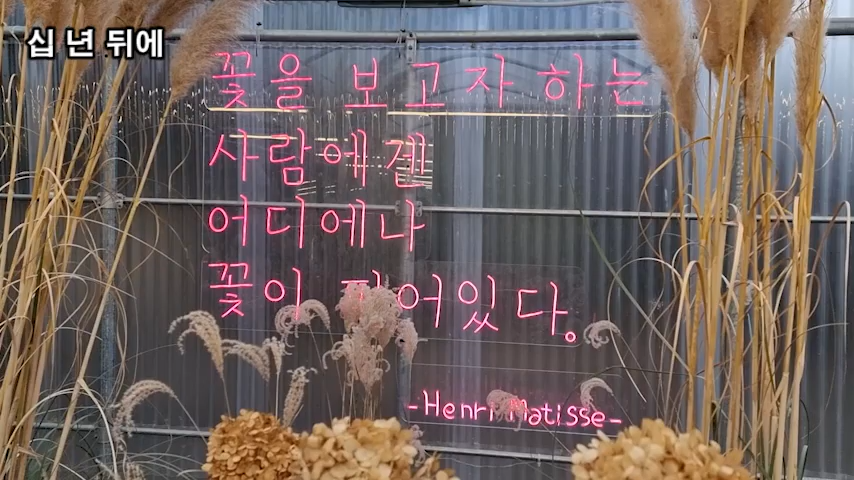 십 년 뒤에
꽃을 보고자 하는
사람에겐
어디에나
꽃이 피어있다.
-Henri Matisse-